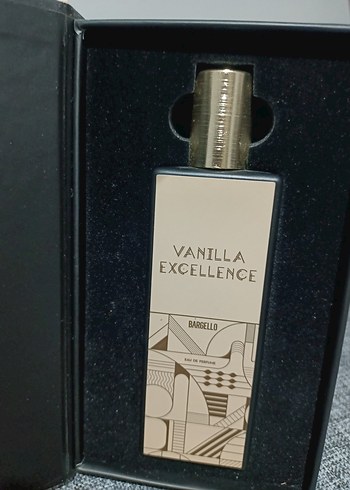 VANILLA
EXCELLENCE
BARGELLO
EAU DE PARFUM